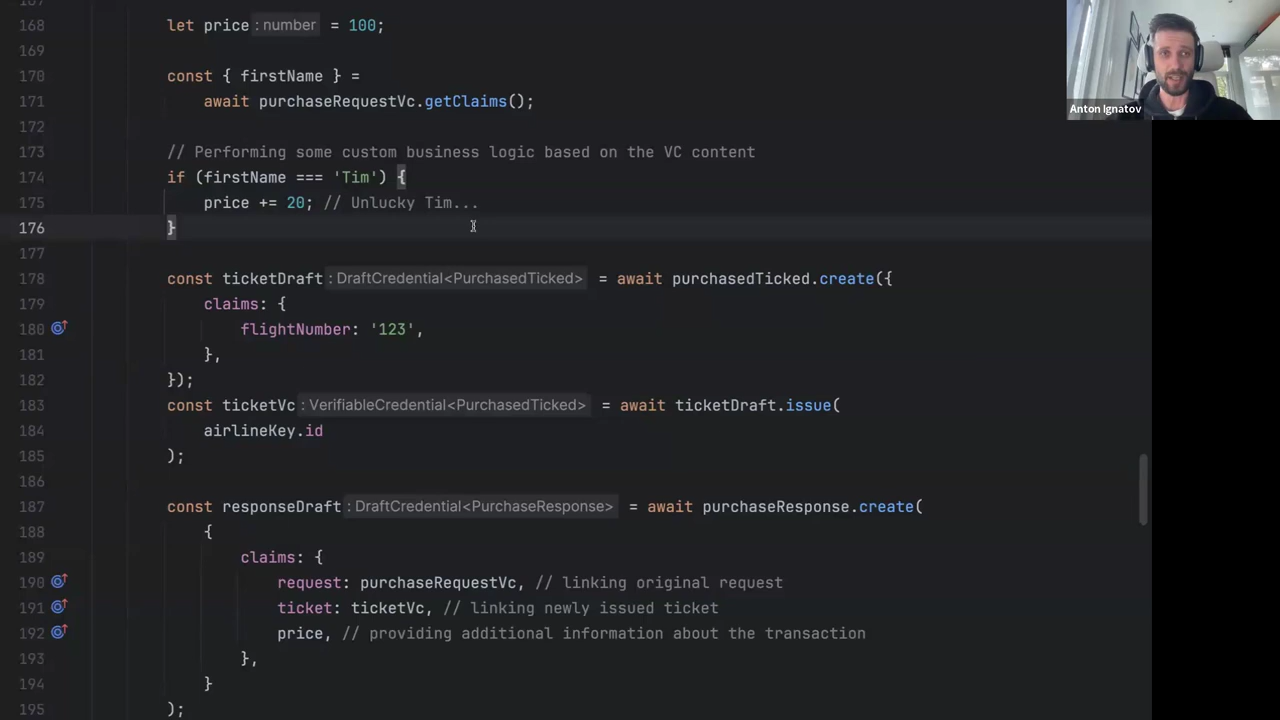 168 let price : number = 100;
169
170 const { firstName } =
171 await purchaseRequestVc.getClaims();
172
173 // Performing some custom business logic based on the VC content
174 if (firstName === 'Tim') {
175 price += 20; // Unlucky Tim...
176 }
177
178 const ticketDraft : DraftCredential<PurchasedTicked> = await purchasedTicked.create({
179 claims: {
180 flightNumber: '123',
181 },
182 });
183 const ticketVc : VerifiableCredential<PurchasedTicked> = await ticketDraft.issue(
184 airlineKey.id
185 );
186
187 const responseDraft : DraftCredential<PurchaseResponse> = await purchaseResponse.create(
188 {
189 claims: {
190 request: purchaseRequestVc, // linking original request
191 ticket: ticketVc, // linking newly issued ticket
192 price, // providing additional information about the transaction
193 },
194 }
195 );
Anton Ignatov